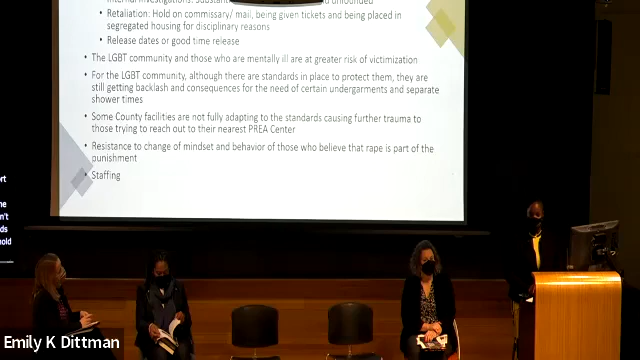 Retaliation: Hold on commissary/ mail, being given tickets and being placed in
segregated housing for disciplinary reasons
Release dates or good time release
The LGBT community and those who are mentally ill are at greater risk of victimization
For the LGBT community, although there are standards in place to protect them, they are
still getting backlash and consequences for the need of certain undergarments and separate
shower times
Some County facilities are not fully adapting to the standards causing further trauma to
those trying to reach out to their nearest PREA Center
Resistance to change of mindset and behavior of those who believe that rape is part of the
punishment
Staffing
Emily K Dittman